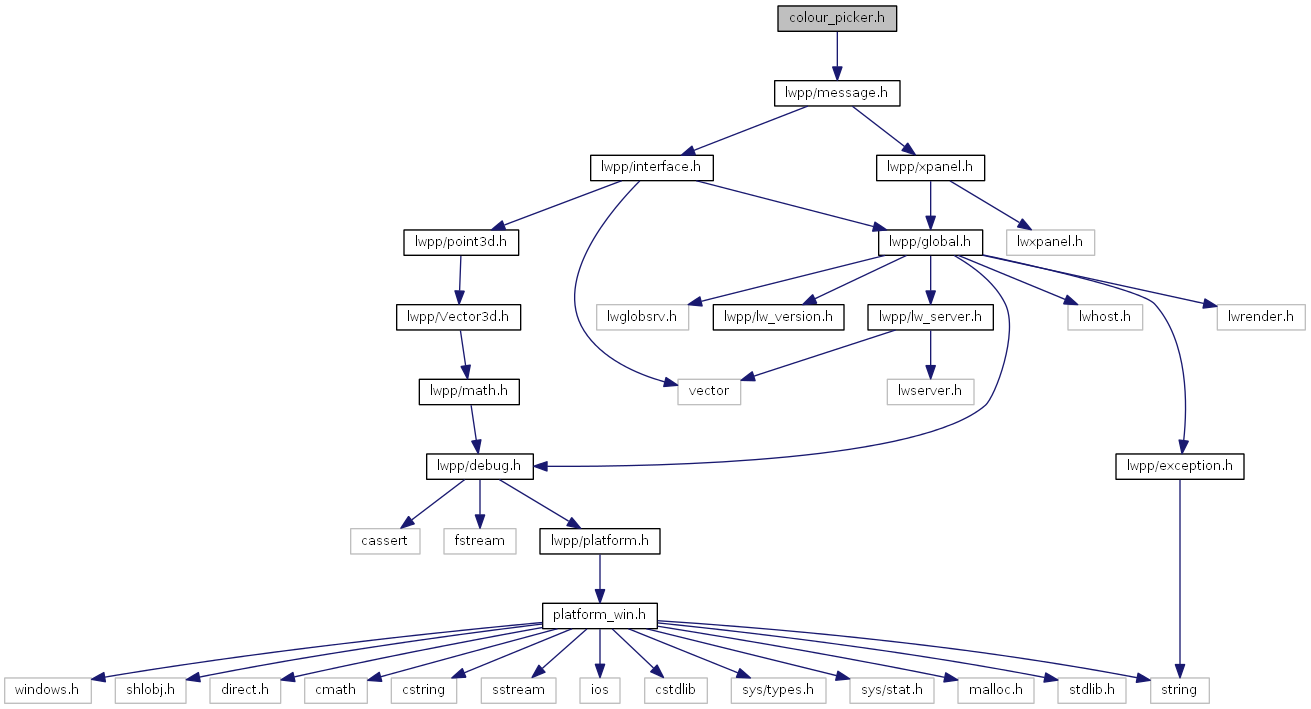 colour_picker.h
lwpp/message.h
lwpp/interface.h
lwpp/xpanel.h
lwpp/point3d.h
lwpp/global.h
lwxpanel.h
lwpp/Vector3d.h
lwglobsrv.h
lwpp/lw_version.h
lwpp/lw_server.h
lwhost.h
lwrender.h
lwpp/math.h
vector
lwserver.h
lwpp/debug.h
lwpp/exception.h
cassert
fstream
lwpp/platform.h
platform_win.h
windows.h
shlobj.h
direct.h
cmath
cstring
sstream
ios
cstdlib
sys/types.h
sys/stat.h
malloc.h
stdlib.h
string